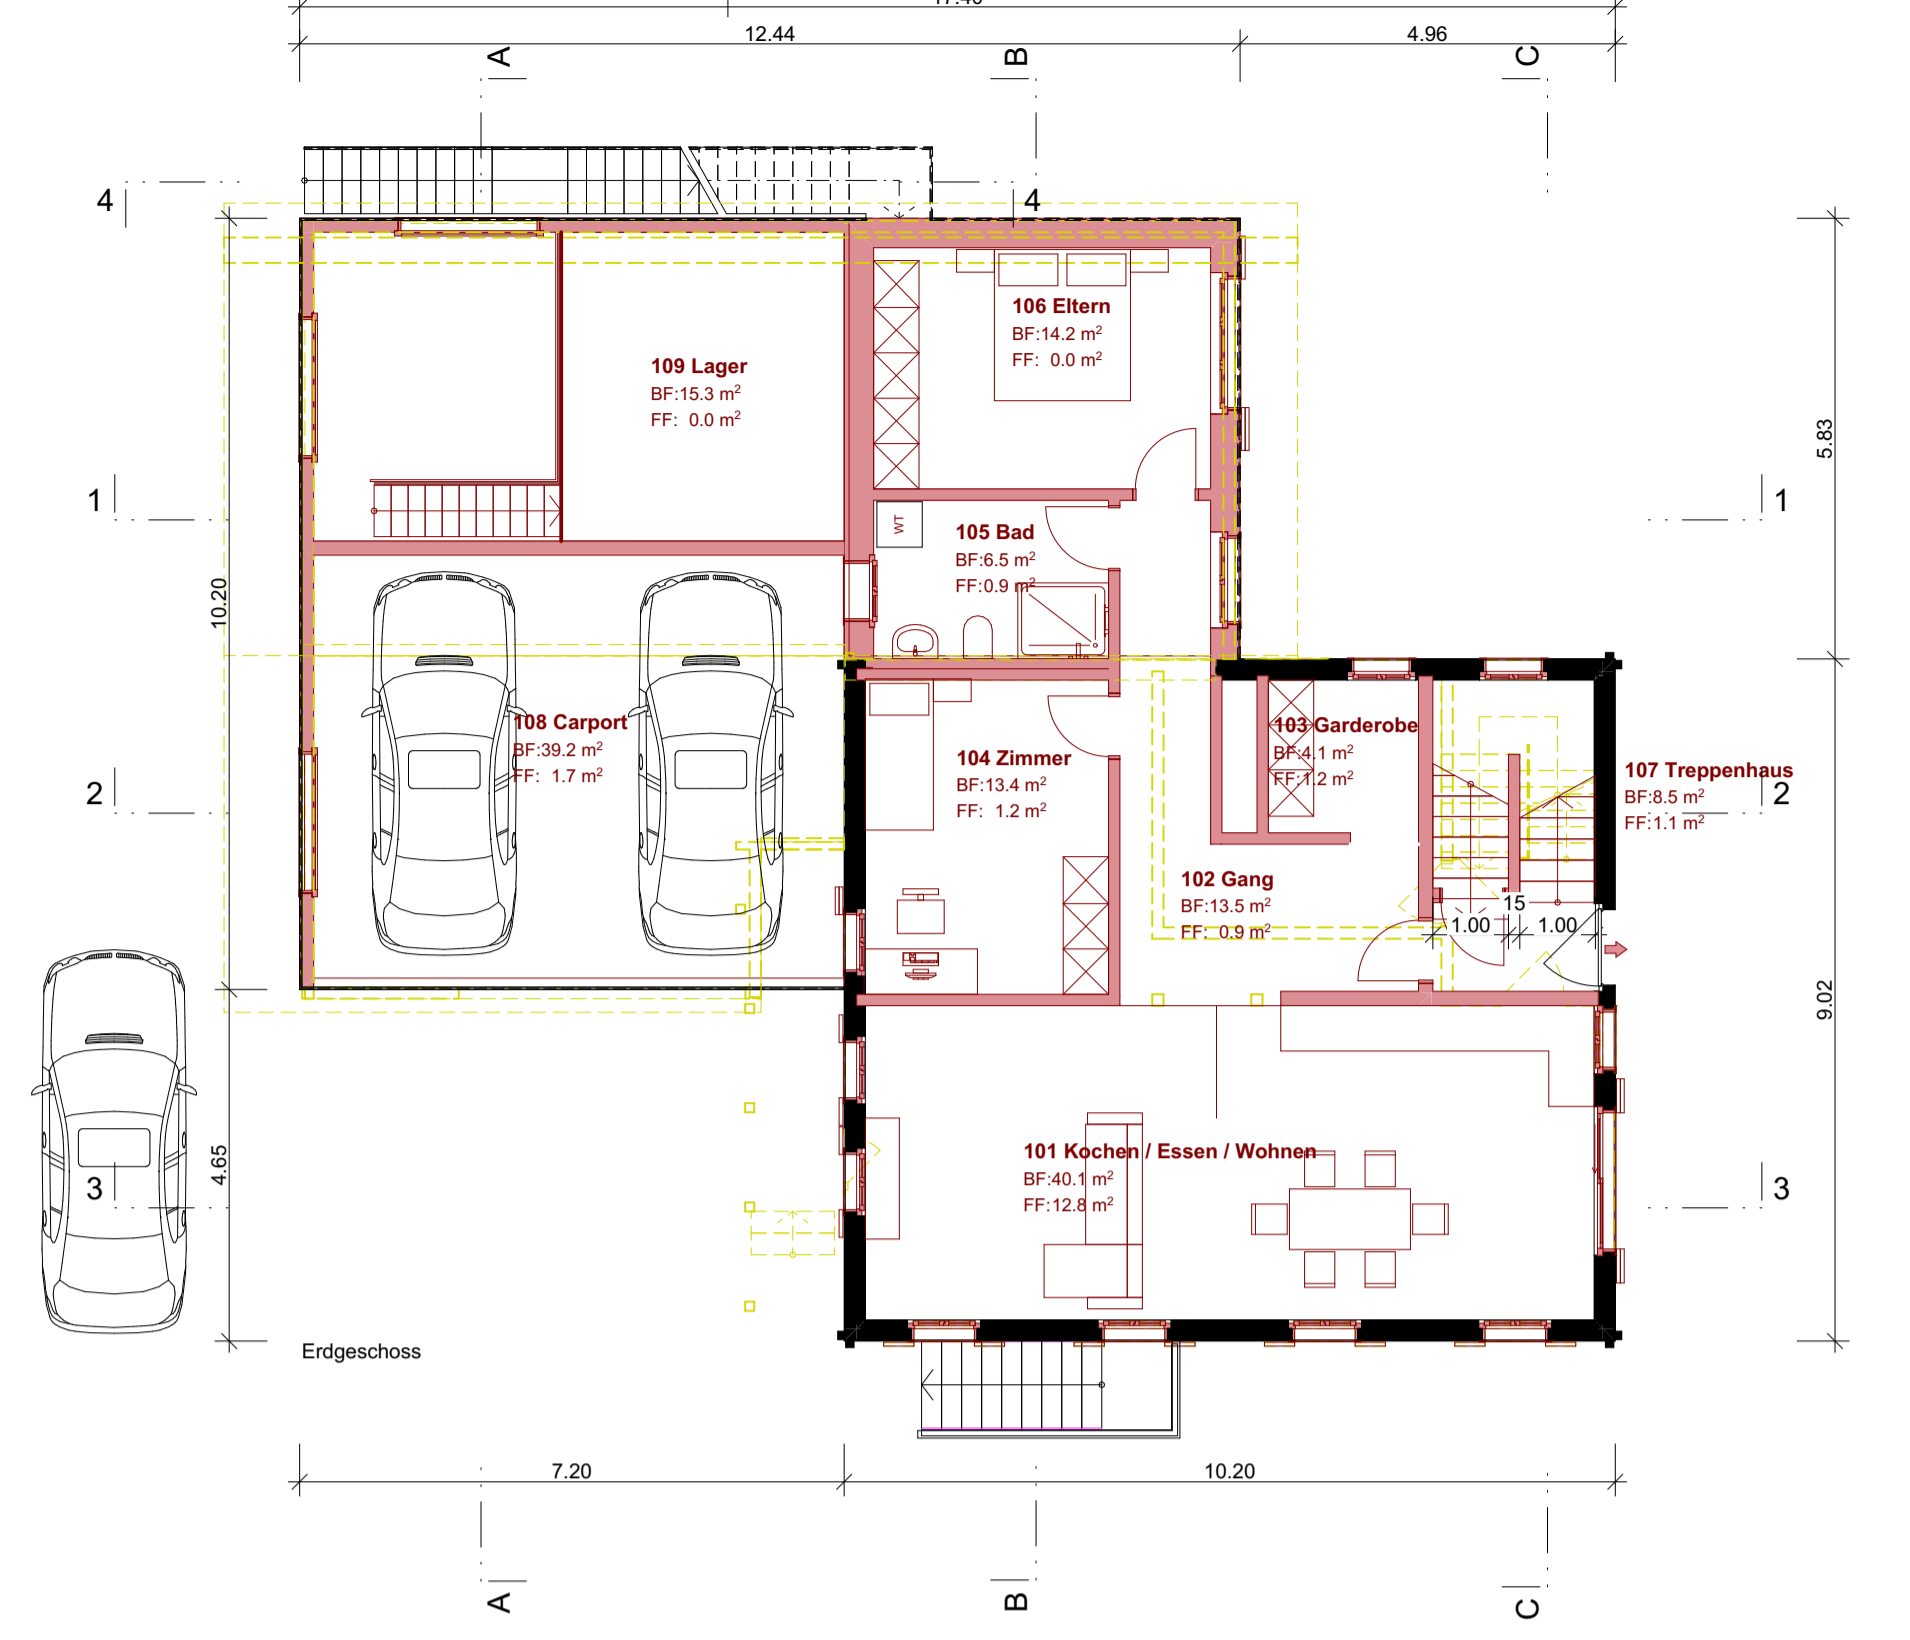 17.40
12.44
4.96
A
B
C
4
4
106 Eltern
BF:14.2 m²
FF: 0.0 m²
109 Lager
BF:15.3 m²
FF: 0.0 m²
5.83
1
1
WT
105 Bad
BF:6.5 m²
FF:0.9 m²
10.20
108 Carport
BF:39.2 m²
FF: 1.7 m²
104 Zimmer
BF:13.4 m²
FF: 1.2 m²
103 Garderobe
BF:4.1 m²
FF:1.2 m²
107 Treppenhaus
BF:8.5 m²
FF:1.1 m²
2
2
102 Gang
BF:13.5 m²
FF: 0.9 m²
15
1.00
1.00
9.02
4.65
101 Kochen / Essen / Wohnen
BF:40.1 m²
FF:12.8 m²
3
3
Erdgeschoss
7.20
10.20
A
B
C